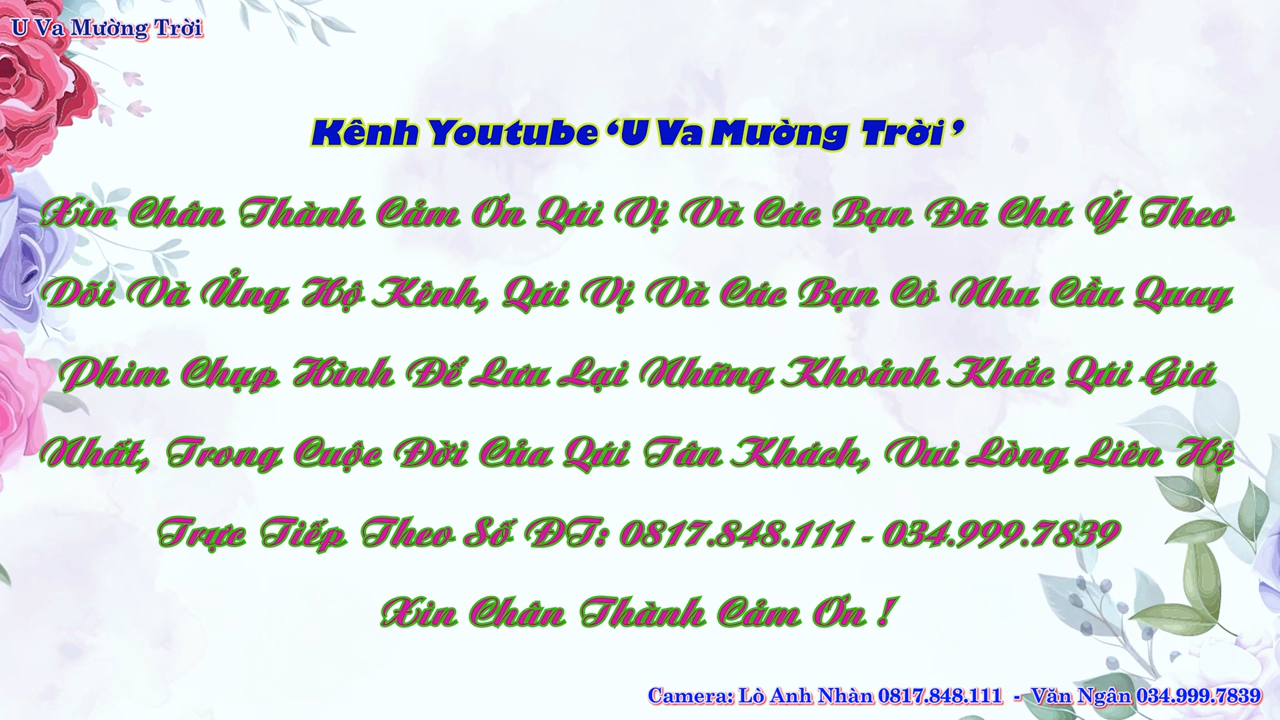 U Va Mường Trời
Kênh Youtube ‘U Va Mường Trời’
Xin Chân Thành Cảm Ơn Qúi Vị Và Các Bạn Đã Chú Ý Theo
Dõi Và Ủng Hộ Kênh, Qúi Vị Và Các Bạn Có Nhu Cầu Quay
Phim Chụp Hình Để Lưu Lại Những Khoảnh Khắc Qúi Giá
Nhất, Trong Cuộc Đời Của Qúi Tân Khách, Vui Lòng Liên Hệ
Trực Tiếp Theo Số ĐT: 0817.848.111 - 034.999.7839
Xin Chân Thành Cảm Ơn !
Camera: Lò Anh Nhàn 0817.848.111 - Văn Ngân 034.999.7839